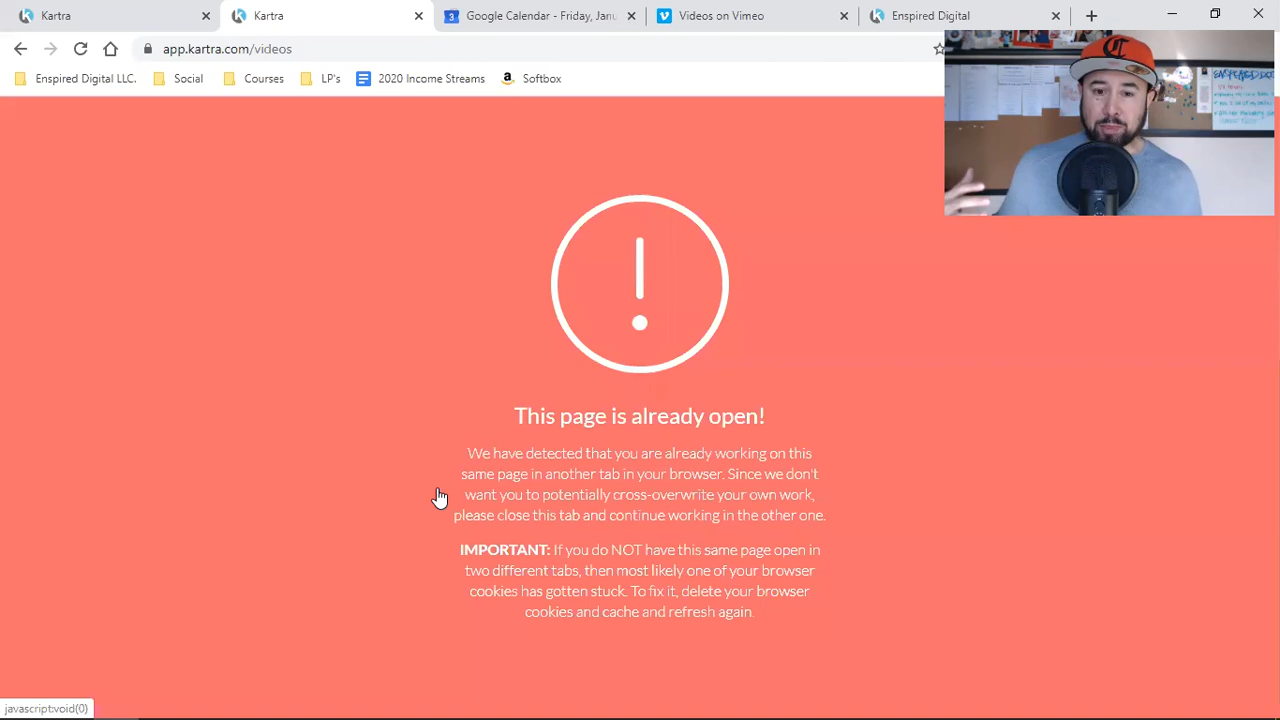 Kartra
Kartra
Google Calendar - Friday, Janu
Videos on Vimeo
Enspired Digital
app.kartra.com/videos
Enspired Digital LLC.
Social
Courses
LP's
2020 Income Streams
Softbox
This page is already open!
We have detected that you are already working on this
same page in another tab in your browser. Since we don't
want you to potentially cross-overwrite your own work,
please close this tab and continue working in the other one.
IMPORTANT: If you do NOT have this same page open in
two different tabs, then most likely one of your browser
cookies has gotten stuck. To fix it, delete your browser
cookies and cache and refresh again.
javascript:void(0)